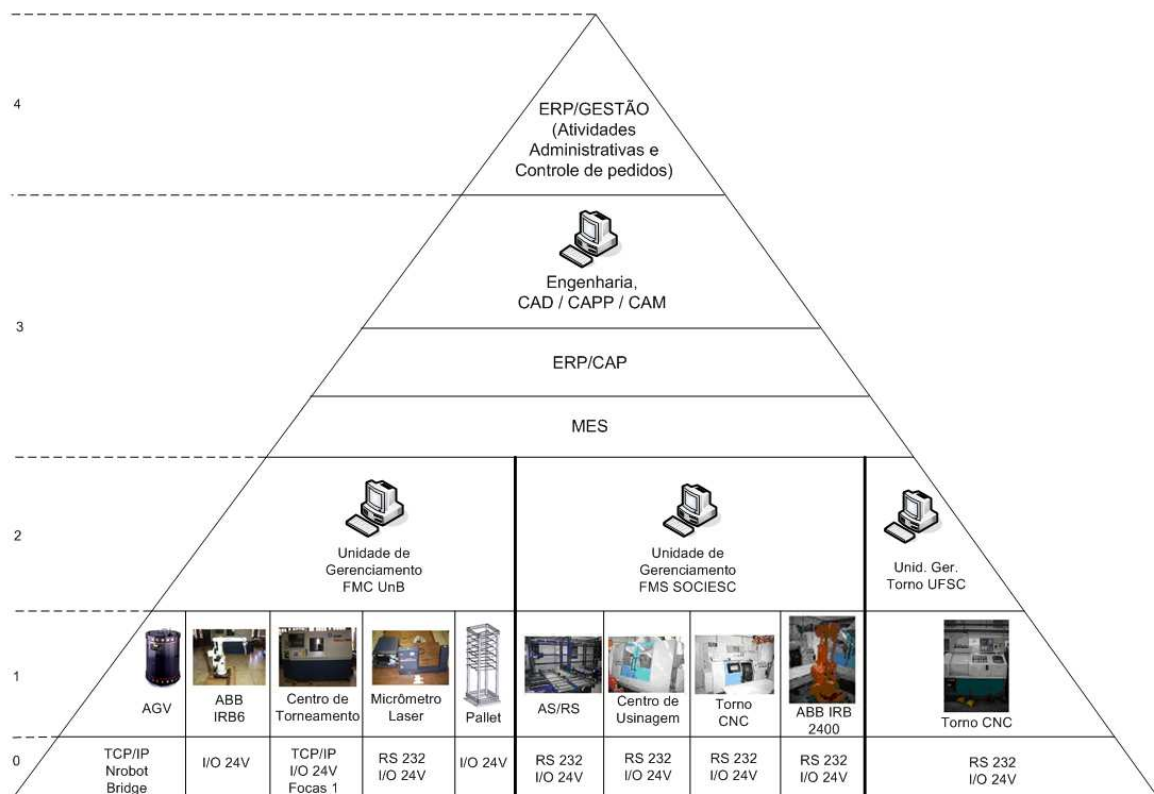 4
ERP/GESTÃO
(Atividades
Administrativas e
Controle de pedidos)
3
Engenharia,
CAD / CAPP / CAM
ERP/CAP
MES
2
Unidade de
Gerenciamento
FMC UnB
Unidade de
Gerenciamento
FMS SOCIESC
Unid. Ger.
Torno UFSC
1
AGV
ABB
IRB6
Centro de
Torneamento
Micrômetro
Laser
Pallet
AS/RS
Centro de
Usinagem
Torno
CNC
ABB IRB
2400
Torno CNC
0
TCP/IP
Nrobot
Bridge
I/O 24V
TCP/IP
I/O 24V
Focas 1
RS 232
I/O 24V
I/O 24V
RS 232
I/O 24V
RS 232
I/O 24V
RS 232
I/O 24V
RS 232
I/O 24V
RS 232
I/O 24V